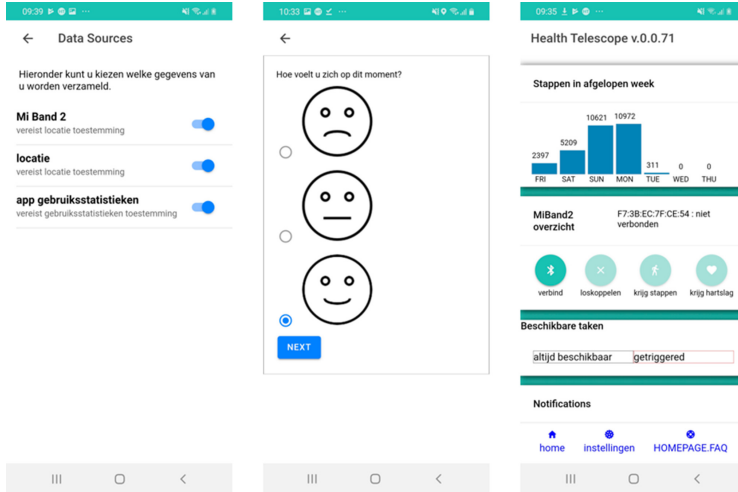 09:39
Data Sources
Hieronder kunt u kiezen welke gegevens van
u worden verzameld.
Mi Band 2
vereist locatie toestemming
locatie
vereist locatie toestemming
app gebruiksstatistieken
vereist gebruiksstatistieken toestemming
10:33
Hoe voelt u zich op dit moment?
NEXT
09:35
Health Telescope v.0.0.71
Stappen in afgelopen week
2397 5209 10621 10972 311 0 0
FRI SAT SUN MON TUE WED THU
MiBand2 F7:3B:EC:7F:CE:54 : niet
overzicht verbonden
verbind loskoppelen krijg stappen krijg hartslag
Beschikbare taken
altijd beschikbaar getriggered
Notifications
home instellingen HOMEPAGE.FAQ